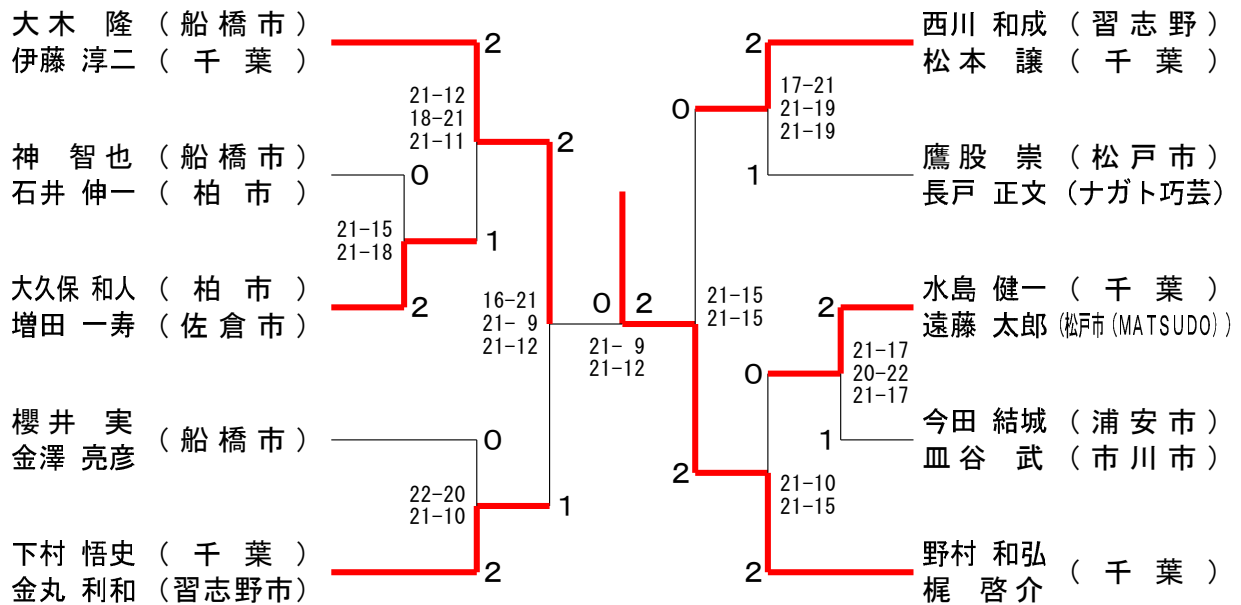 大木 隆 (船橋市)
伊藤 淳二 (千葉)
2
21-12
18-21
21-11
2
神 智也 (船橋市)
石井 伸一 (柏市)
0
21-15
21-18
1
大久保 和人 (柏市)
増田 一寿 (佐倉市)
2
16-21
21- 9
21-12
櫻井 実
金澤 亮彦
(船橋市)
0
22-20
21-10
1
下村 悟史 (千葉)
金丸 利和 (習志野市)
2
0
2
21- 9
21-12
西川 和成 (習志野)
松本 譲 (千葉)
2
0
17-21
21-19
21-19
鷹股 崇 (松戸市)
長戸 正文 (ナガト巧芸)
1
21-15
21-15
水島 健一 (千葉)
遠藤 太郎 (松戸市(MATSUDO))
2
21-17
20-22
21-17
0
今田 結城 (浦安市)
皿谷 武 (市川市)
1
2
21-10
21-15
野村 和弘
梶 啓介
(千葉)
2